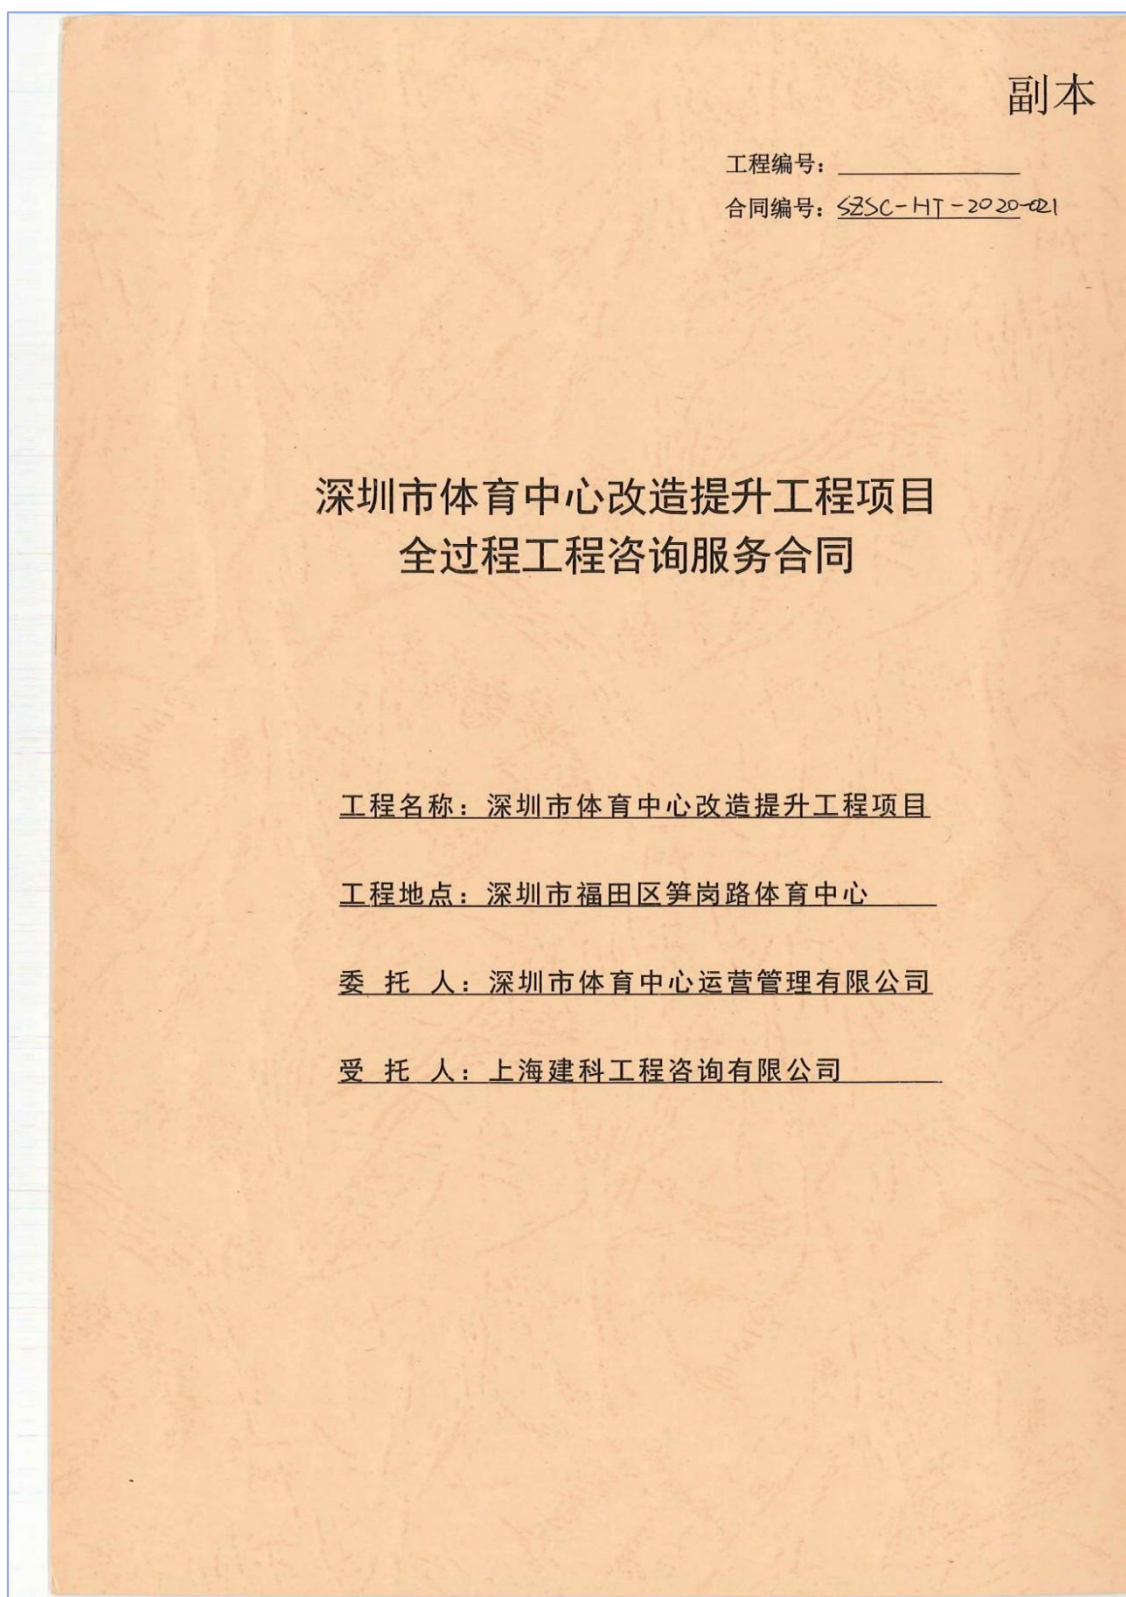 副本
工程编号：
合同编号：SZSC-HT-2020-021
深圳市体育中心改造提升工程项目
全过程工程咨询服务合同
工程名称：深圳市体育中心改造提升工程项目
工程地点：深圳市福田区笋岗路体育中心
委 托 人：深圳市体育中心运营管理有限公司
受 托 人：上海建科工程咨询有限公司